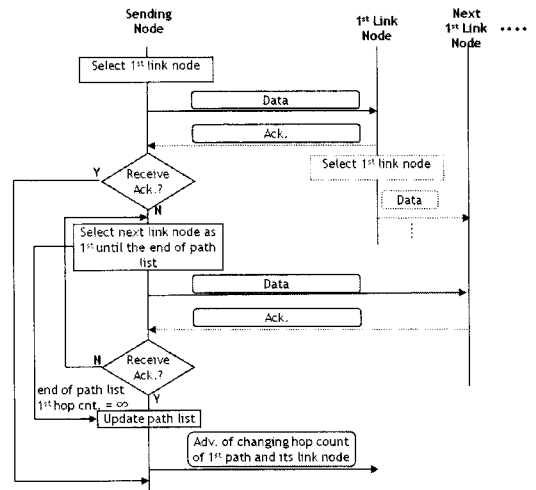 Sending
Node
1st Link
Node
Next
1st Link
Node
....
Select 1st link node
Data
Ack.
Select 1st link node
Y
Receive
Ack.?
Data
N
Select next link node as
1st until the end of path
list
Data
Ack.
N
Receive
Ack.?
end of path list
1st hop cnt. = ∞
Y
Update path list
Adv. of changing hop count
of 1st path and its link node